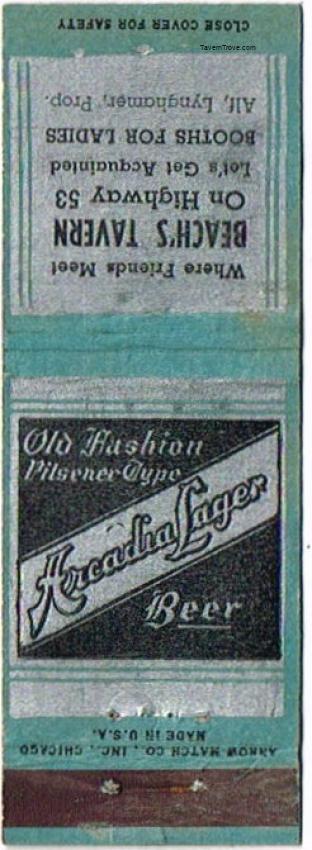 CLOSE COVER FOR SAFETY
TavernTrove.com
Where Friends Meet
BEACH'S TAVERN
On Highway 53
Let's Get Acquainted
BOOTHS FOR LADIES
Alf. Lynghamer, Prop.
Old Fashion
Pilsener Type
Arcadia Lager
Beer
ARROW MATCH CO., INC., CHICAGO
MADE IN U.S.A.